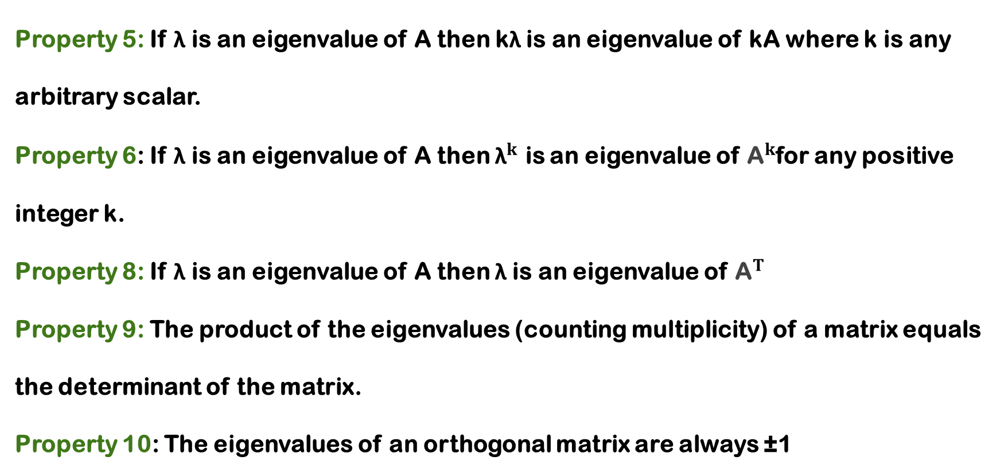 Property 5: If λ is an eigenvalue of A then kλ is an eigenvalue of kA where k is any
arbitrary scalar.
Property 6: If λ is an eigenvalue of A then λᵏ is an eigenvalue of Aᵏfor any positive
integer k.
Property 8: If λ is an eigenvalue of A then λ is an eigenvalue of Aᵀ
Property 9: The product of the eigenvalues (counting multiplicity) of a matrix equals
the determinant of the matrix.
Property 10: The eigenvalues of an orthogonal matrix are always ±1